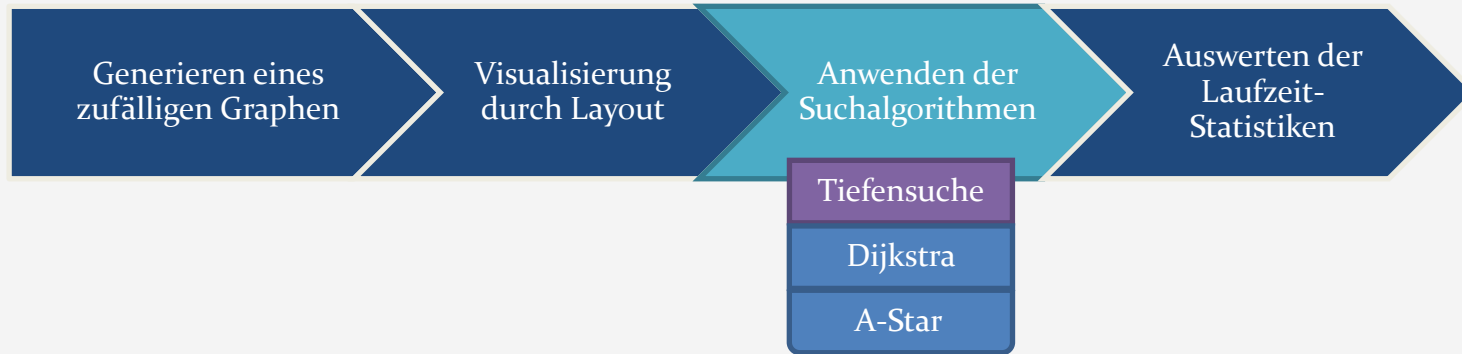 Generieren eines
zufälligen Graphen
Visualisierung
durch Layout
Anwenden der
Suchalgorithmen
Auswerten der
Laufzeit-
Statistiken
Tiefensuche
Dijkstra
A-Star